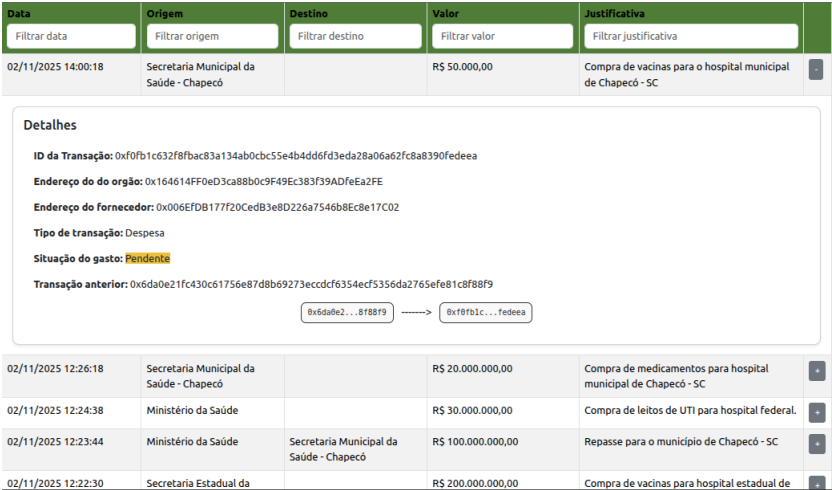 Data Origem Destino Valor Justificativa
Filtrar data Filtrar origem Filtrar destino Filtrar valor Filtrar justificativa
02/11/2025 14:00:18 Secretaria Municipal da R$ 50.000,00 Compra de vacinas para o hospital municipal -
Saúde - Chapecó de Chapecó - SC
Detalhes
ID da Transação: 0xf0fb1c632f8fbac83a134ab0cbc55e4b4dd6fd3eda28a06a62fc8a8390fedeea
Endereço do do orgão: 0x164614FF0eD3ca88b0c9F49Ec383f39ADfeEa2FE
Endereço do fornecedor: 0x006EfDB177f20CedB3e8D226a7546b8Ec8e17C02
Tipo de transação: Despesa
Situação do gasto: Pendente
Transação anterior: 0x6da0e21fc430c61756e87d8b69273eccdcf6354ecf5356da2765efe81c8f88f9
0x6da0e2...8f88f9 -------> 0xf0fb1c...fedeea
02/11/2025 12:26:18 Secretaria Municipal da R$ 20.000.000,00 Compra de medicamentos para hospital +
Saúde - Chapecó municipal de Chapecó - SC
02/11/2025 12:24:38 Ministério da Saúde R$ 30.000.000,00 Compra de leitos de UTI para hospital federal. +
02/11/2025 12:23:44 Ministério da Saúde Secretaria Municipal da R$ 100.000.000,00 Repasse para o município de Chapecó - SC +
Saúde - Chapecó
02/11/2025 12:22:30 Secretaria Estadual da R$ 200.000.000,00 Compra de vacinas para hospital estadual de +